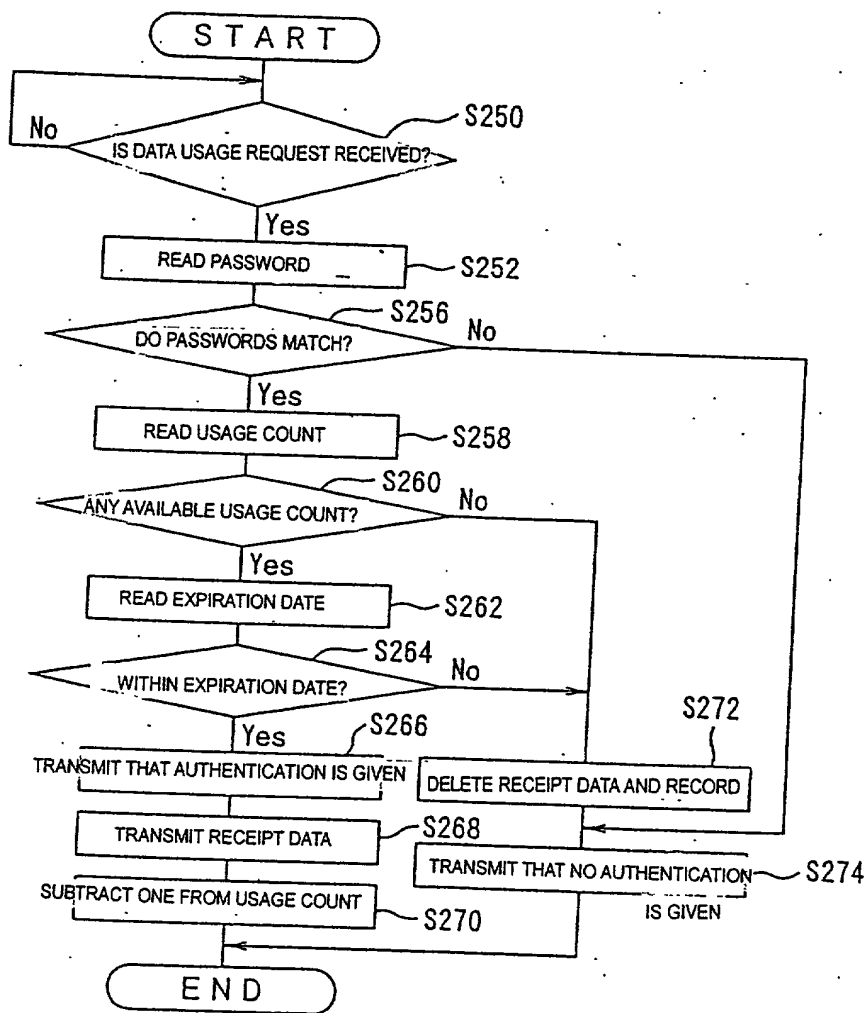 START
S250
No
IS DATA USAGE REQUEST RECEIVED?
Yes
READ PASSWORD
S252
S256
No
DO PASSWORDS MATCH?
Yes
READ USAGE COUNT
S258
S260
No
ANY AVAILABLE USAGE COUNT?
Yes
READ EXPIRATION DATE
S262
S264
No
WITHIN EXPIRATION DATE?
Yes
S266
S272
TRANSMIT THAT AUTHENTICATION IS GIVEN
DELETE RECEIPT DATA AND RECORD
TRANSMIT RECEIPT DATA
S268
TRANSMIT THAT NO AUTHENTICATION
IS GIVEN
S274
SUBTRACT ONE FROM USAGE COUNT
S270
END